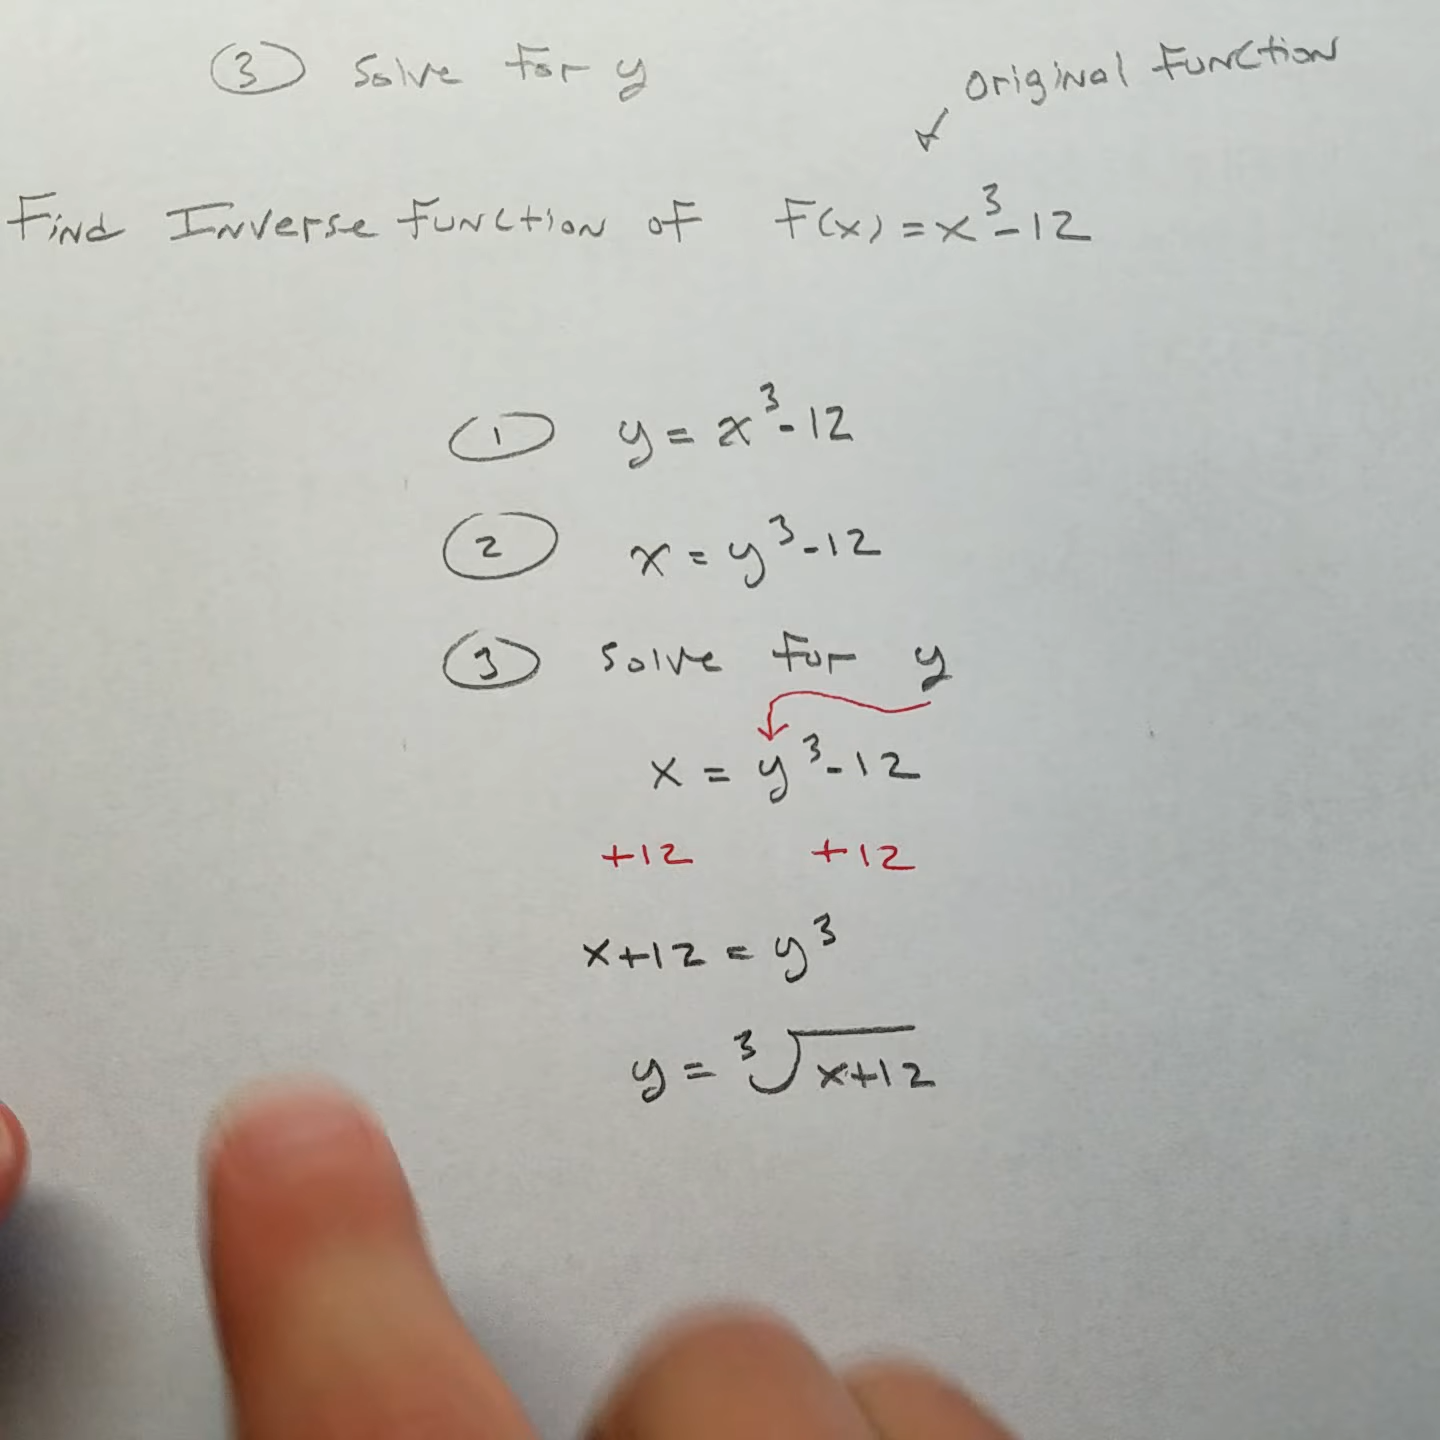 ③ Solve for y
Original Function
↙
Find Inverse Function of F(x) = x³-12
① y = x³-12
② x = y³-12
③ Solve for y
x = y³-12
+12 +12
x+12 = y³
y = ∛(x+12)